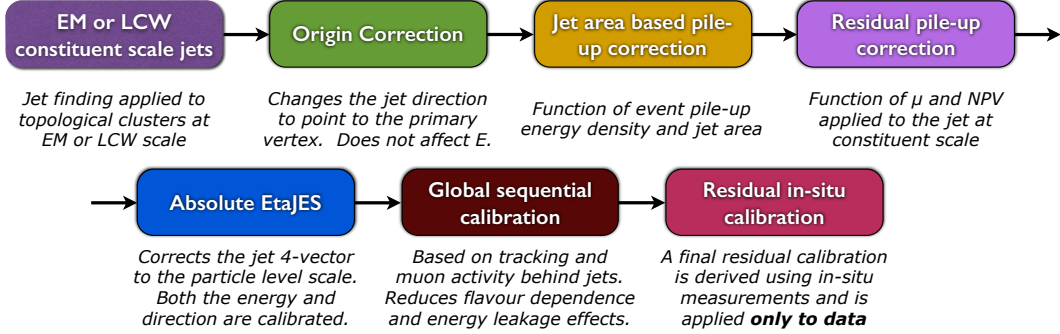 EM or LCW
constituent scale jets
Origin Correction
Jet area based pile-
up correction
Residual pile-up
correction
Jet finding applied to
topological clusters at
EM or LCW scale
Changes the jet direction
to point to the primary
vertex. Does not affect E.
Function of event pile-up
energy density and jet area
Function of µ and NPV
applied to the jet at
constituent scale
Absolute EtaJES
Global sequential
calibration
Residual in-situ
calibration
Corrects the jet 4-vector
to the particle level scale.
Both the energy and
direction are calibrated.
Based on tracking and
muon activity behind jets.
Reduces flavour dependence
and energy leakage effects.
A final residual calibration
is derived using in-situ
measurements and is
applied only to data